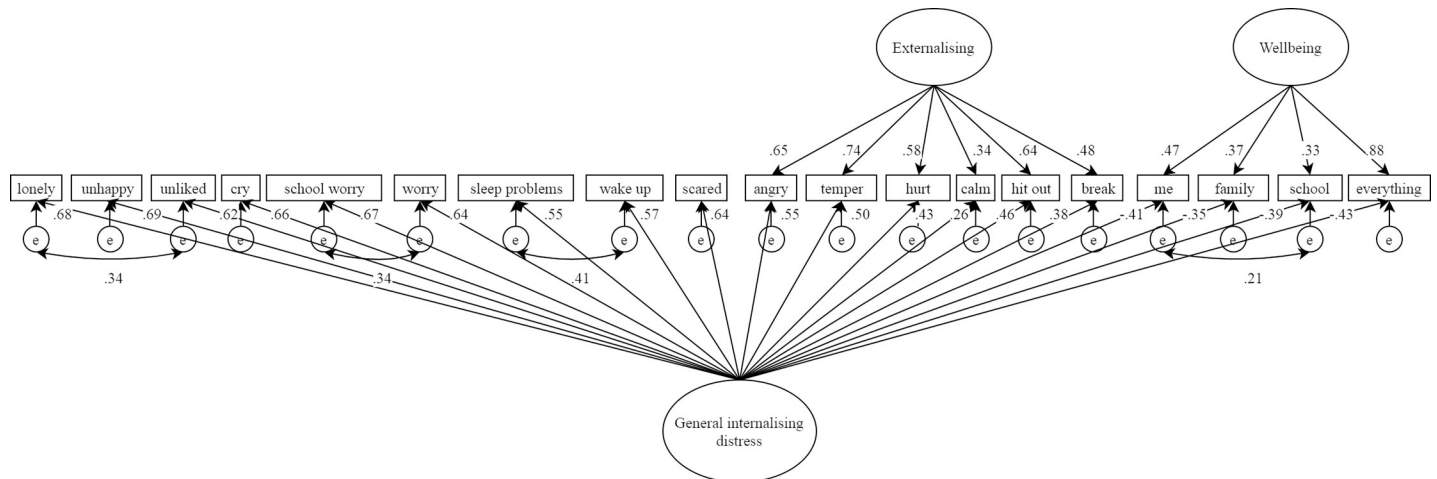 Externalising Wellbeing
.65 .74 .58 .34 .64 .48 .47 .37 .33 .88
lonely unhappy unliked cry school worry worry sleep problems wake up scared angry temper hurt calm hit out break me family school everything
.68 .69 .62 .66 .67 .64 .55 .57 .64 .55 .50 .43 .26 .46 .38 -.41 -.35 -.39 -.43
e e e e e e e e e e e e e e e e e e e
.34 .34 .41 .21
General internalising
distress